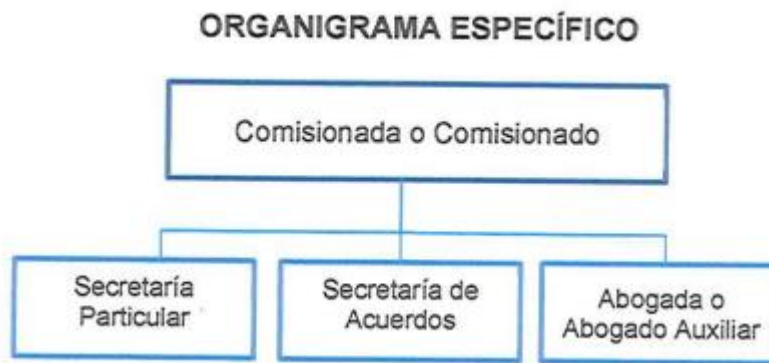 ORGANIGRAMA ESPECÍFICO
Comisionada o Comisionado
Secretaría
Particular
Secretaría de
Acuerdos
Abogada o
Abogado Auxiliar